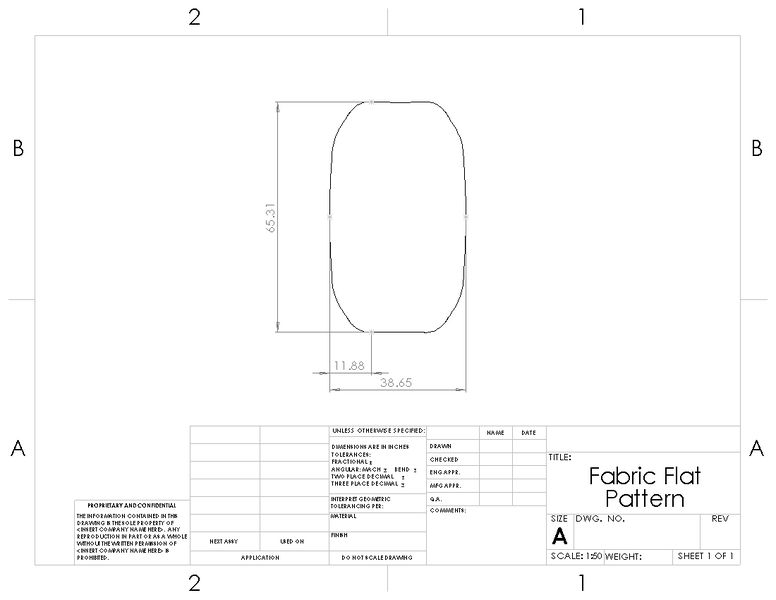 2
1
B
B
65.31
11.88
38.65
A
A
UNLESS OTHERWISE SPECIFIED:
NAME
DATE
DIMENSIONS ARE IN INCHES
TOLERANCES:
FRACTIONAL ±
ANGULAR: MACH ± BEND ±
TWO PLACE DECIMAL ±
THREE PLACE DECIMAL ±
DRAWN
CHECKED
ENG APPR.
MFG APPR.
INTERPRET GEOMETRIC
TOLERANCING PER:
Q.A.
MATERIAL
COMMENTS:
FINISH
DO NOT SCALE DRAWING
TITLE:
Fabric Flat
Pattern
SIZE
DWG. NO.
REV
A
SCALE: 1:50
WEIGHT:
SHEET 1 OF 1
PROPRIETARY AND CONFIDENTIAL
THE INFORMATION CONTAINED IN THIS
DRAWING IS THE SOLE PROPERTY OF
<INSERT COMPANY NAME HERE>. ANY
REPRODUCTION IN PART OR AS A WHOLE
WITHOUT THE WRITTEN PERMISSION OF
<INSERT COMPANY NAME HERE> IS
PROHIBITED.
NEXT ASSY
USED ON
APPLICATION
2
1